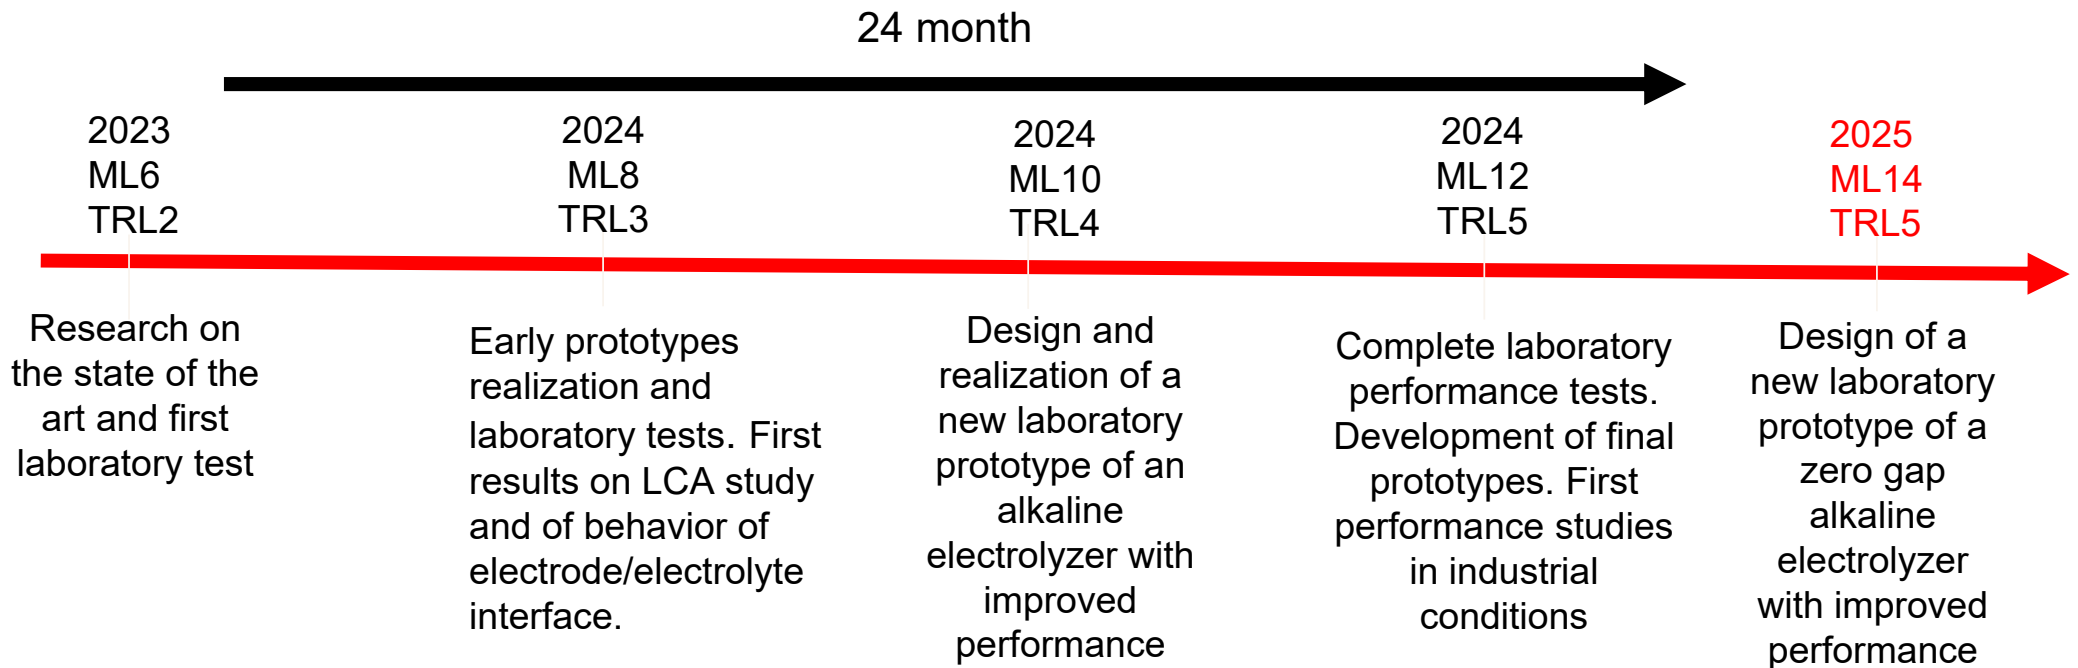 24 month
2023
ML6
TRL2
2024
ML8
TRL3
2024
ML10
TRL4
2024
ML12
TRL5
2025
ML14
TRL5
Research on
the state of the
art and first
laboratory test
Early prototypes
realization and
laboratory tests. First
results on LCA study
and of behavior of
electrode/electrolyte
interface.
Design and
realization of a
new laboratory
prototype of an
alkaline
electrolyzer with
improved
performance
Complete laboratory
performance tests.
Development of final
prototypes. First
performance studies
in industrial
conditions
Design of a
new laboratory
prototype of a
zero gap
alkaline
electrolyzer
with improved
performance